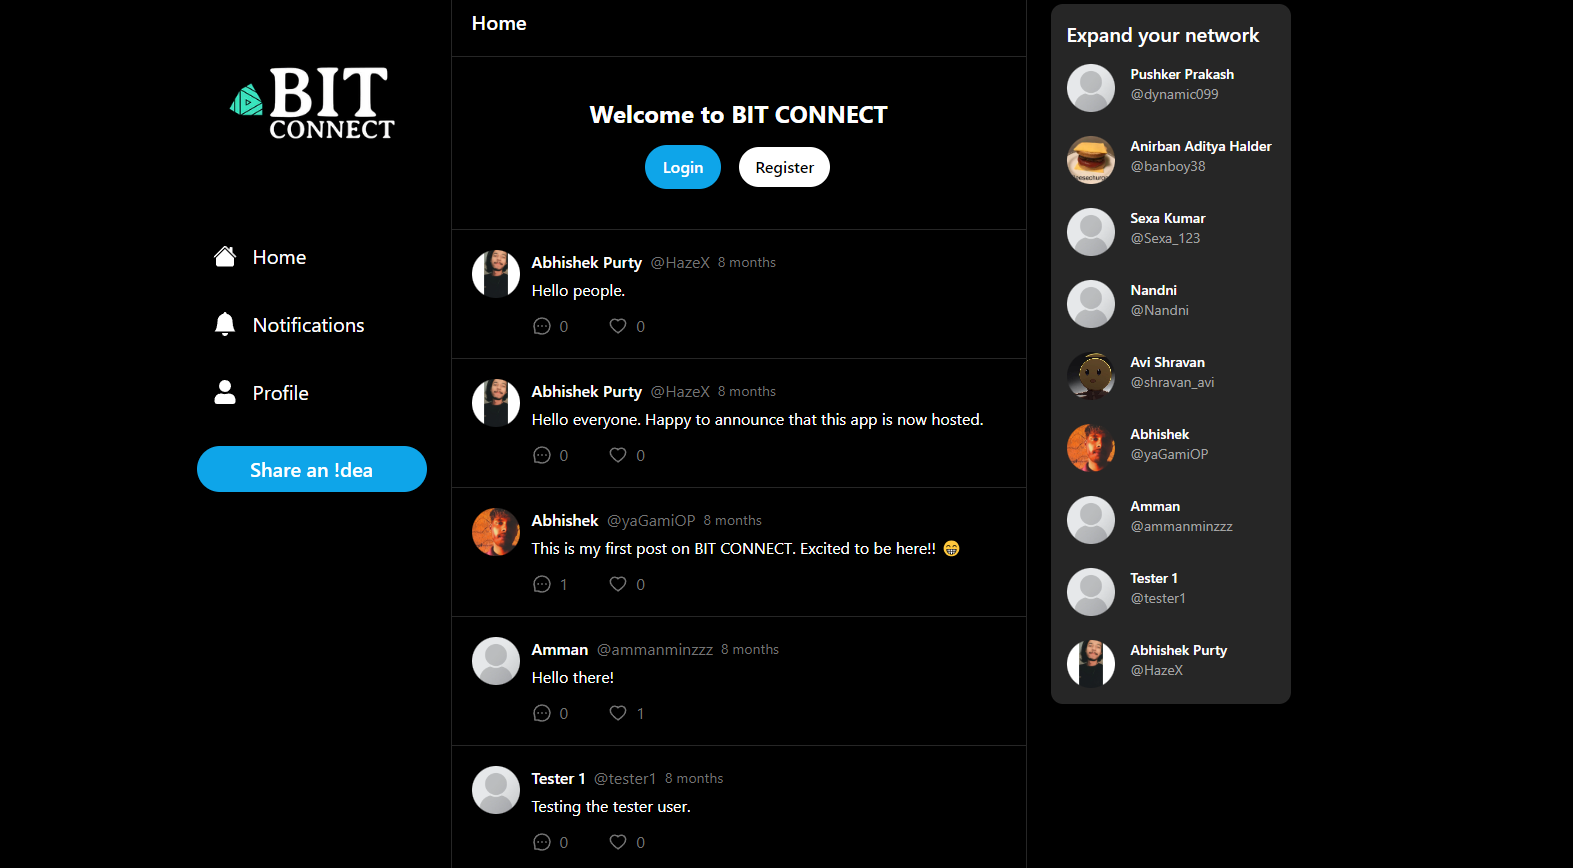 BIT
CONNECT
Home
Notifications
Profile
Share an !dea
Home
Welcome to BIT CONNECT
Login
Register
Abhishek Purty @HazeX 8 months
Hello people.
0 0
Abhishek Purty @HazeX 8 months
Hello everyone. Happy to announce that this app is now hosted.
0 0
Abhishek @yaGamiOP 8 months
This is my first post on BIT CONNECT. Excited to be here!! 😁
1 0
Amman @ammanminzzz 8 months
Hello there!
0 1
Tester 1 @tester1 8 months
Testing the tester user.
0 0
Expand your network
Pushker Prakash
@dynamic099
Anirban Aditya Halder
@banboy38
Sexa Kumar
@Sexa_123
Nandni
@Nandni
Avi Shravan
@shravan_avi
Abhishek
@yaGamiOP
Amman
@ammanminzzz
Tester 1
@tester1
Abhishek Purty
@HazeX